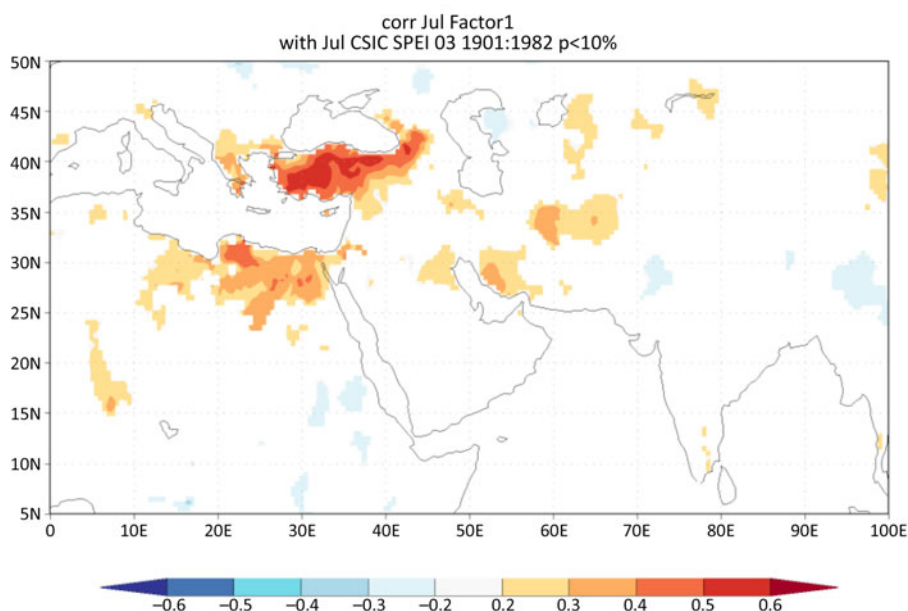 corr Jul Factor1
with Jul CSIC SPEI 03 1901:1982 p<10%
50N
45N
40N
35N
30N
25N
20N
15N
10N
5N
0 10E 20E 30E 40E 50E 60E 70E 80E 90E 100E
−0.6 −0.5 −0.4 −0.3 −0.2 0.2 0.3 0.4 0.5 0.6